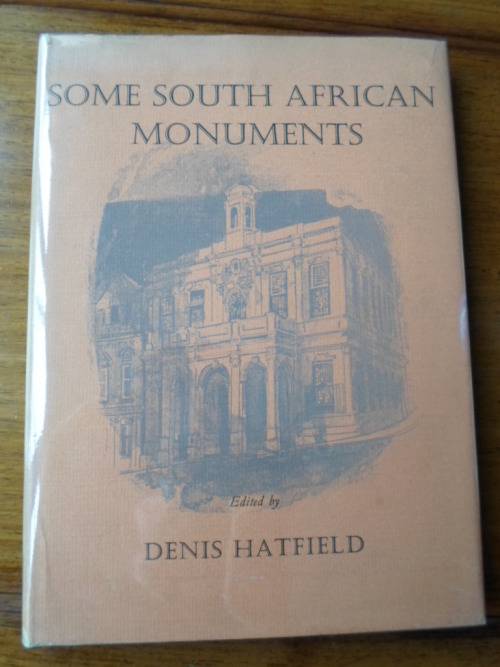 SOME SOUTH AFRICAN
MONUMENTS
Edited by
DENIS HATFIELD